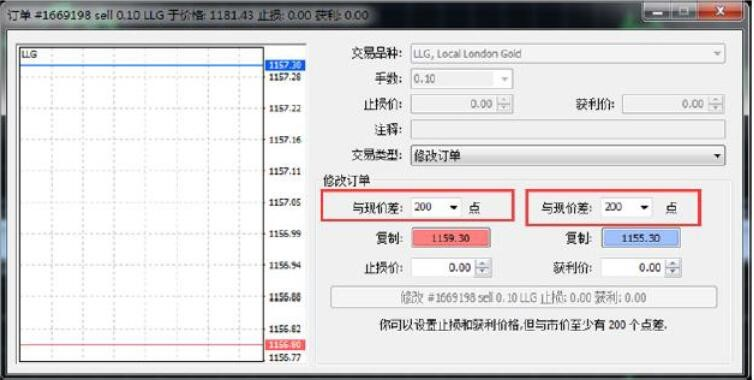 订单 #1669198 sell 0.10 LLG 于价格: 1181.43 止损: 0.00 获利: 0.00
LLG
1157.30
1157.28
1157.22
1157.16
1157.11
1157.05
1156.99
1156.94
1156.88
1156.82
1156.80
1156.77
交易品种: LLG, Local London Gold
手数: 0.10
止损价: 0.00 获利价: 0.00
注释:
交易类型: 修改订单
修改订单
与现价差: 200 点 与现价差: 200 点
复制: 1159.30 复制: 1155.30
止损价: 0.00 获利价: 0.00
修改 #1669198 sell 0.10 LLG 止损: 0.00 获利: 0.00
你可以设置止损和获利价格,但与市价至少有 200 个点差.